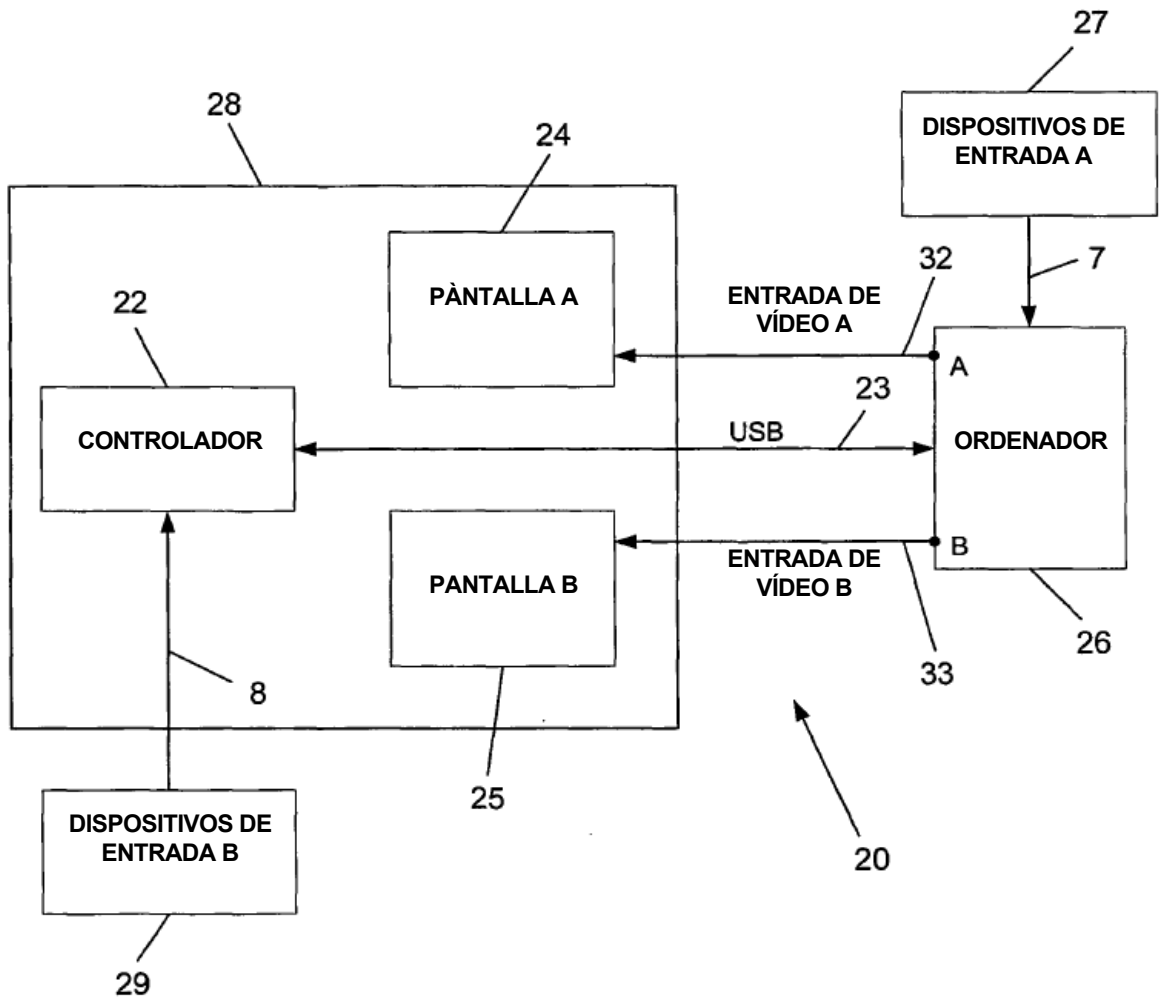 27
DISPOSITIVOS DE
ENTRADA A
28
24
7
32
PÀNTALLA A
ENTRADA DE
VÍDEO A
22
A
23
CONTROLADOR
USB
ORDENADOR
B
PANTALLA B
ENTRADA DE
VÍDEO B
26
8
33
25
DISPOSITIVOS DE
ENTRADA B
20
29